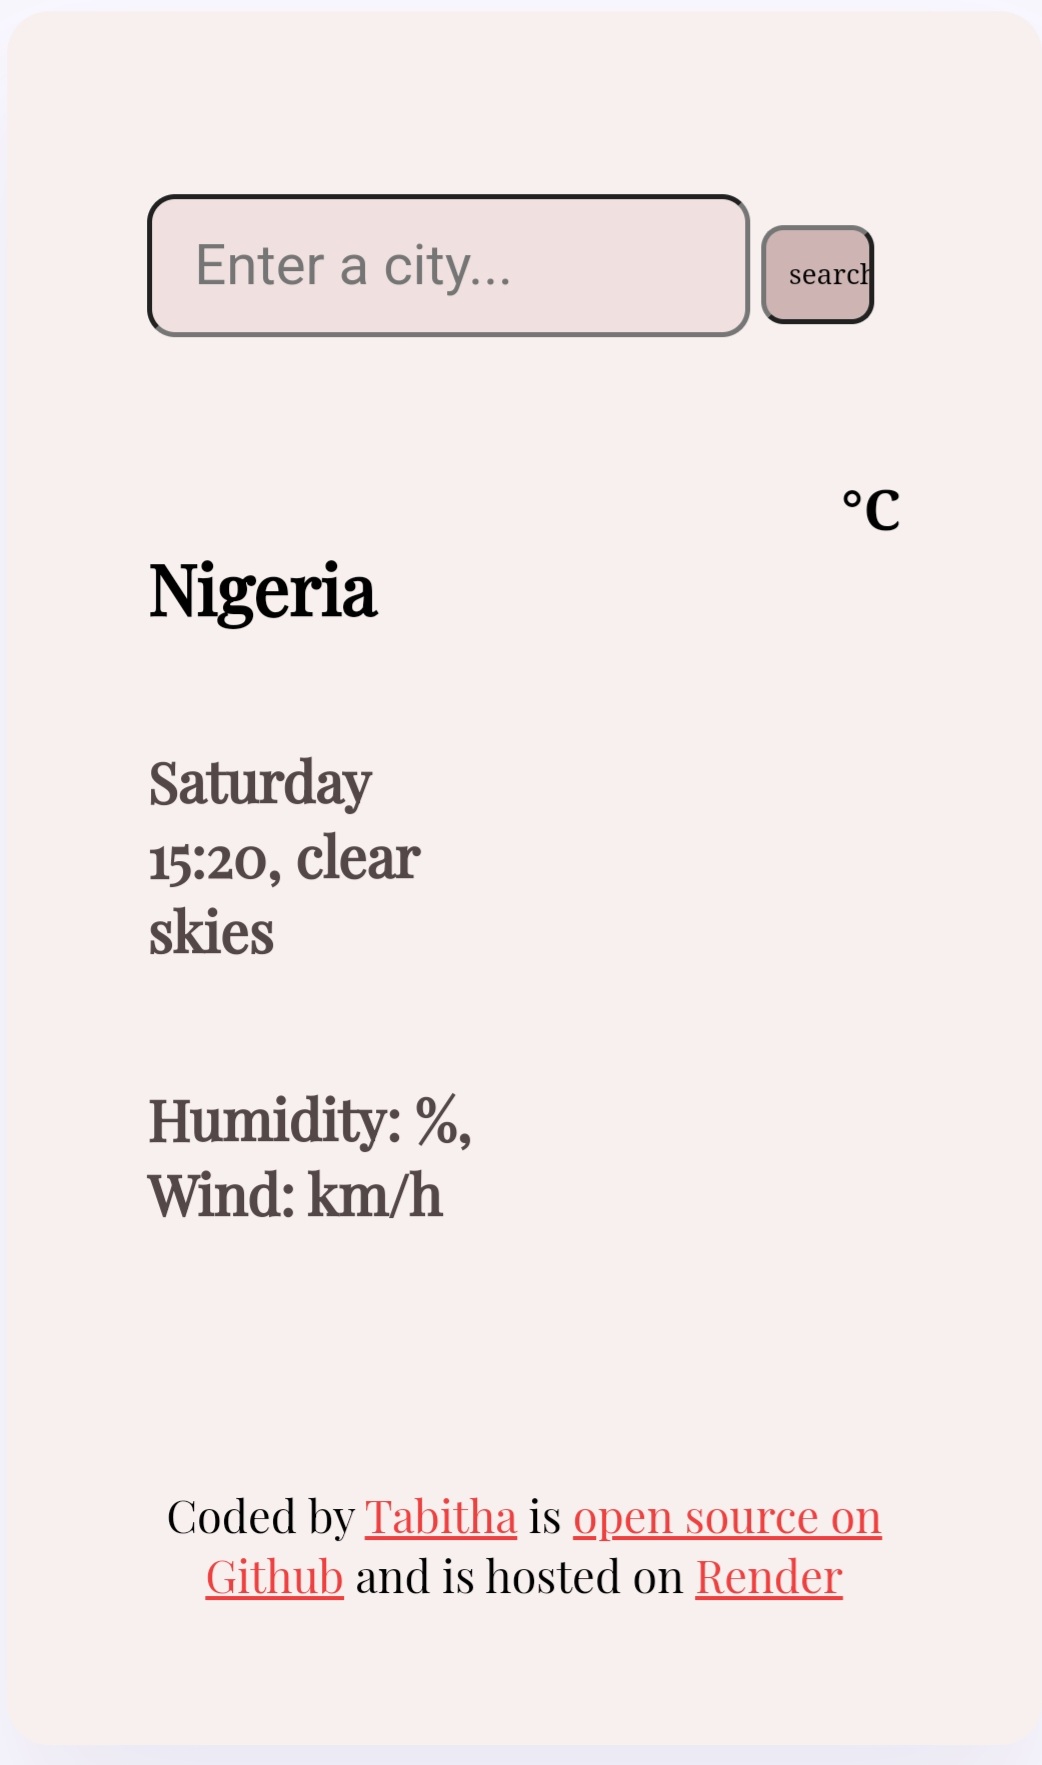 Enter a city...
search
°C
Nigeria
Saturday
15:20, clear
skies
Humidity: %,
Wind: km/h
Coded by Tabitha is open source on
Github and is hosted on Render